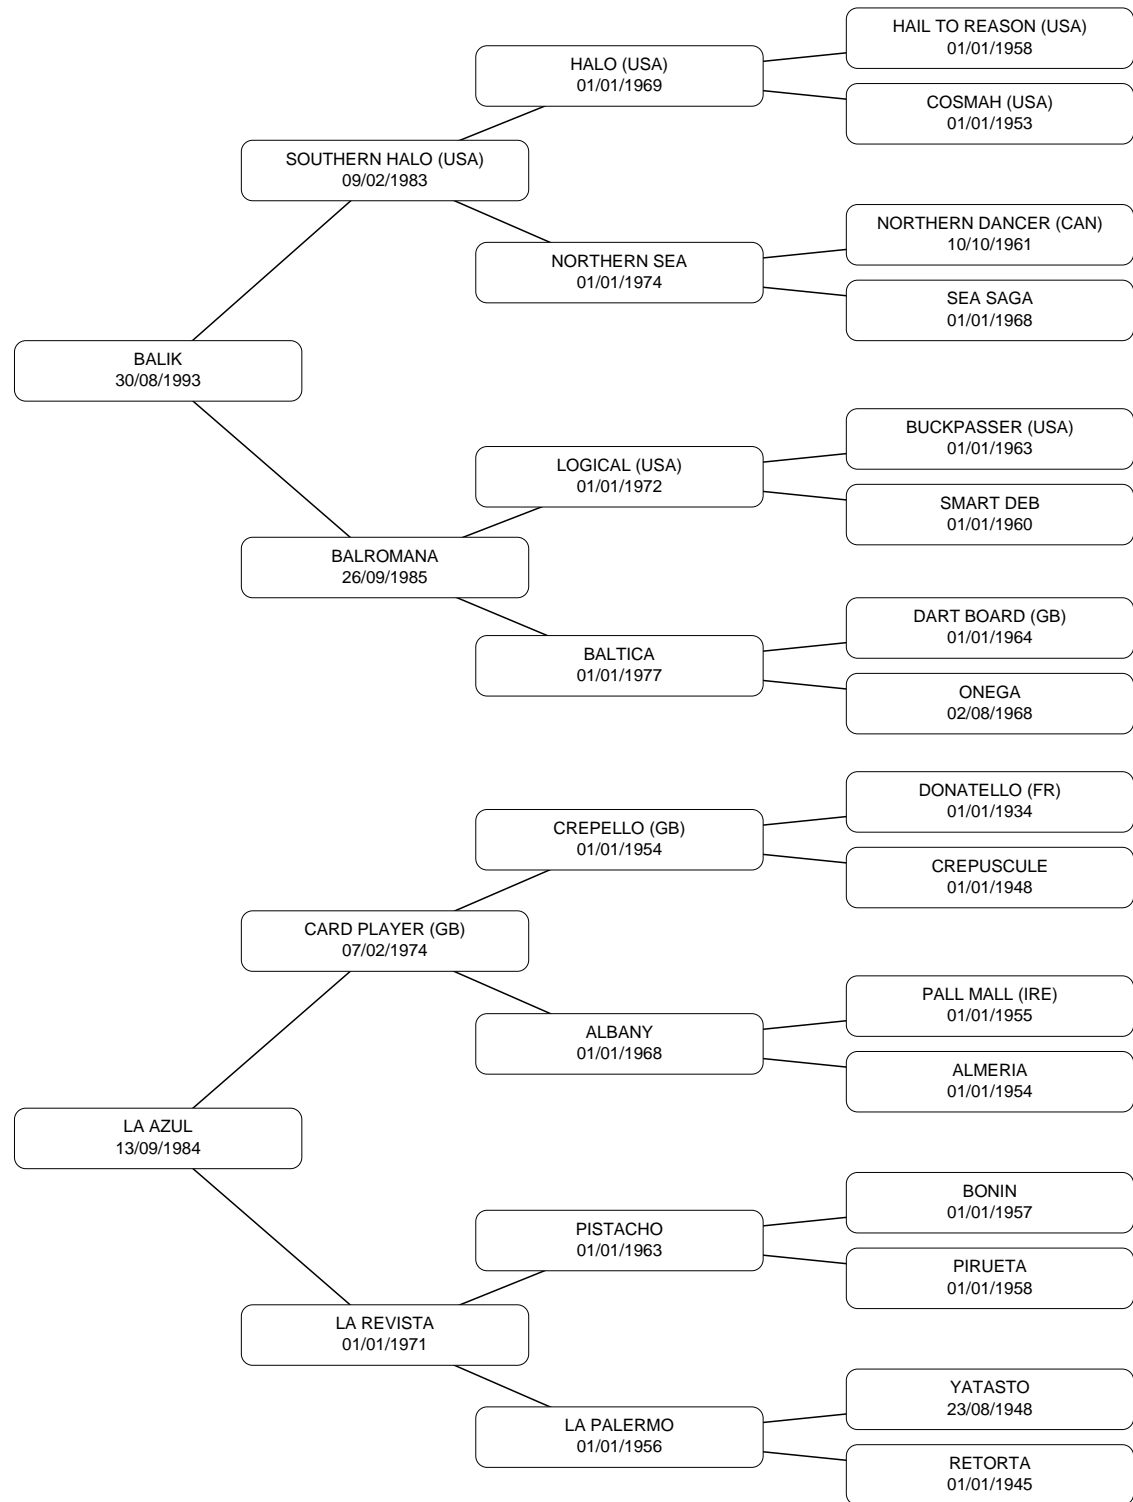 HAIL TO REASON (USA)
01/01/1958
HALO (USA)
01/01/1969
COSMAH (USA)
01/01/1953
SOUTHERN HALO (USA)
09/02/1983
NORTHERN DANCER (CAN)
10/10/1961
NORTHERN SEA
01/01/1974
SEA SAGA
01/01/1968
BALIK
30/08/1993
BUCKPASSER (USA)
01/01/1963
LOGICAL (USA)
01/01/1972
SMART DEB
01/01/1960
BALROMANA
26/09/1985
DART BOARD (GB)
01/01/1964
BALTICA
01/01/1977
ONEGA
02/08/1968
DONATELLO (FR)
01/01/1934
CREPELLO (GB)
01/01/1954
CREPUSCULE
01/01/1948
CARD PLAYER (GB)
07/02/1974
PALL MALL (IRE)
01/01/1955
ALBANY
01/01/1968
ALMERIA
01/01/1954
LA AZUL
13/09/1984
BONIN
01/01/1957
PISTACHO
01/01/1963
PIRUETA
01/01/1958
LA REVISTA
01/01/1971
YATASTO
23/08/1948
LA PALERMO
01/01/1956
RETORTA
01/01/1945